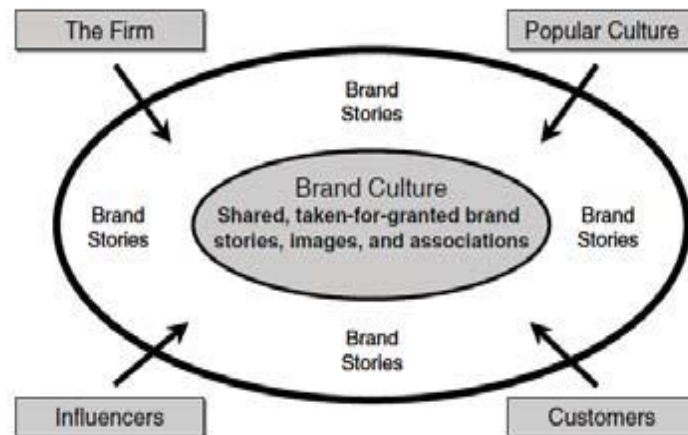 The Firm
Popular Culture
Brand
Stories
Brand Culture
Shared, taken-for-granted brand
stories, images, and associations
Brand
Stories
Brand
Stories
Brand
Stories
Influencers
Customers